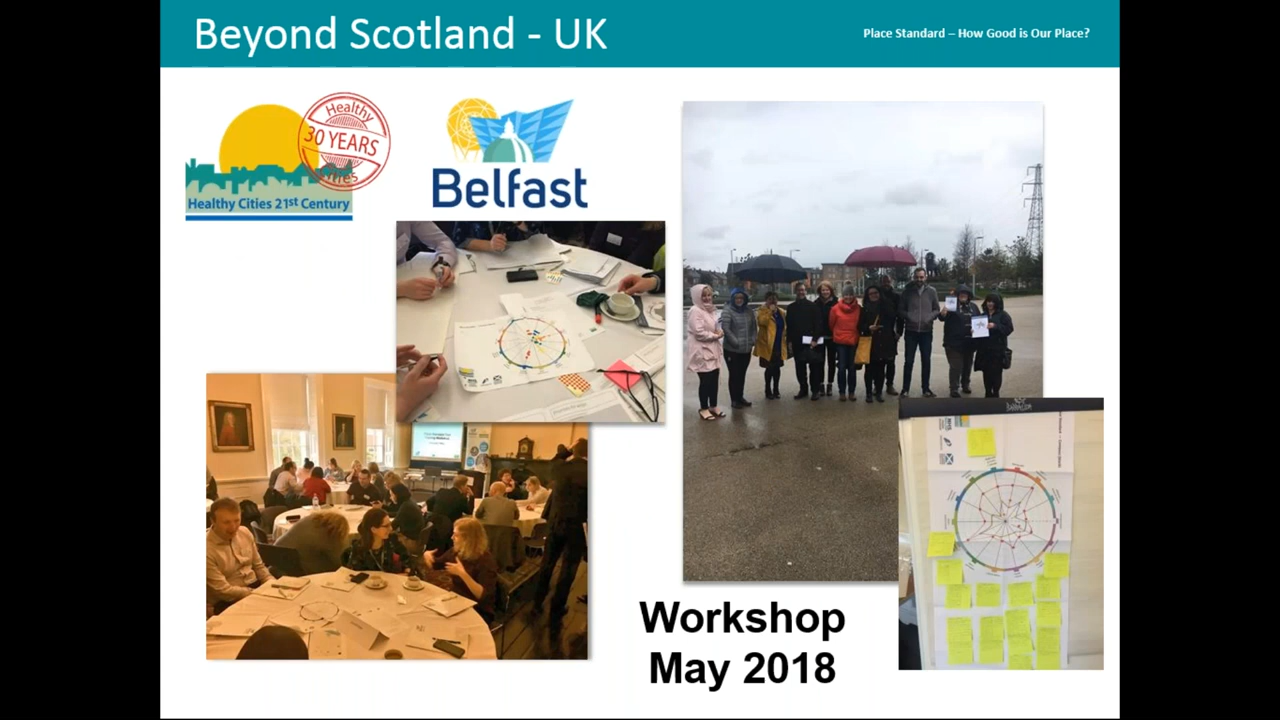 Beyond Scotland - UK
Place Standard – How Good is Our Place?
Healthy
30 YEARS
Cities
Healthy Cities 21st Century
Belfast
Workshop
May 2018